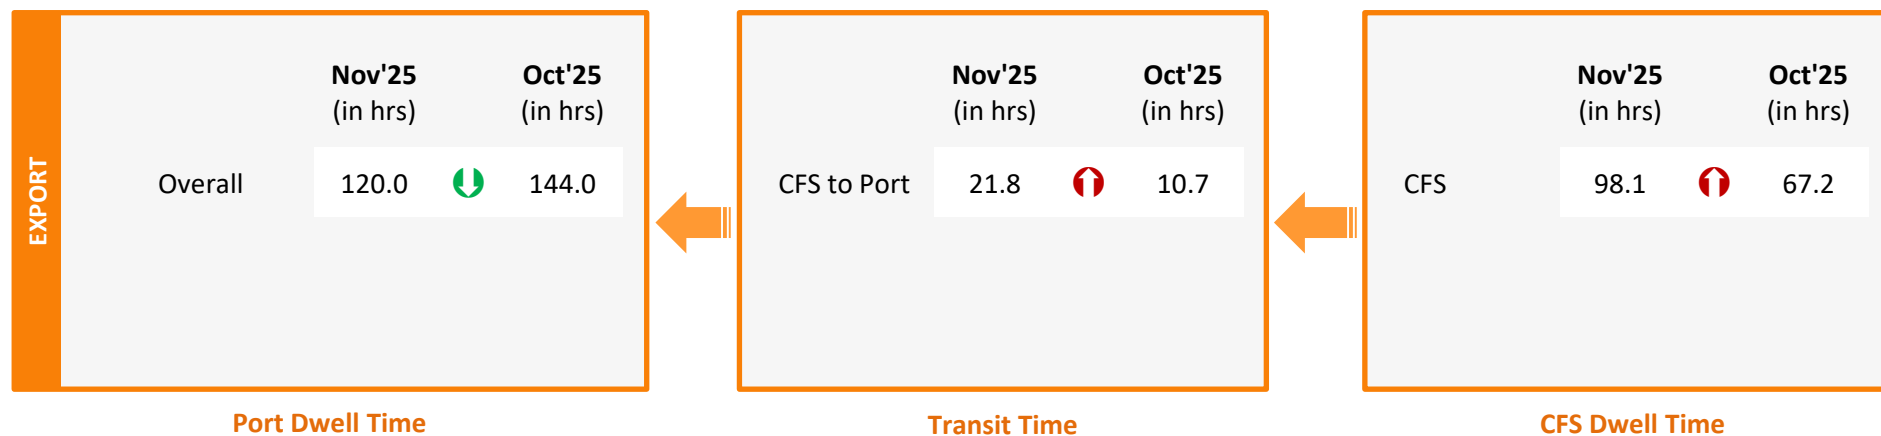 EXPORT
Nov'25 Oct'25
(in hrs) (in hrs)
Overall 120.0 144.0
Port Dwell Time
Nov'25 Oct'25
(in hrs) (in hrs)
CFS to Port 21.8 10.7
Transit Time
Nov'25 Oct'25
(in hrs) (in hrs)
CFS 98.1 67.2
CFS Dwell Time